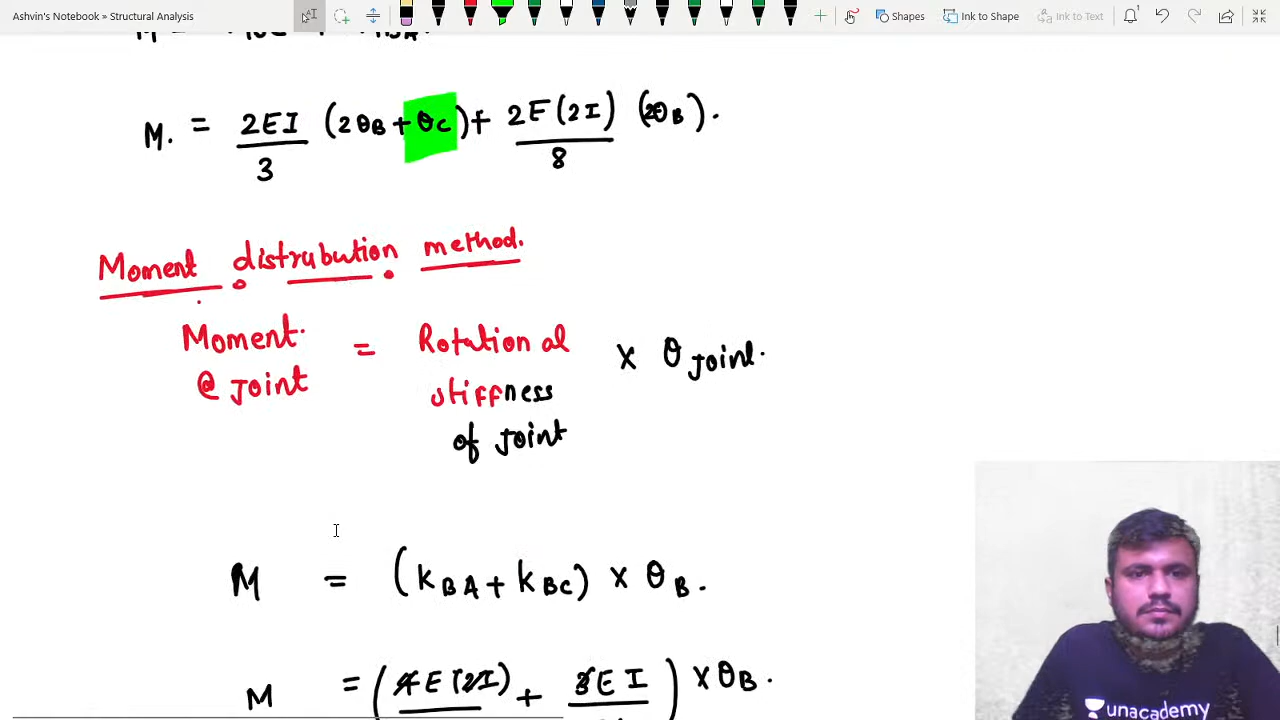 Ashvin's Notebook » Structural Analysis
Shapes
Ink to Shape
Ink to Text
M. = 2EI/3 (2θB + θC) + 2E(2I)/8 (2θB).
Moment distrubution method.
Moment. = Rotational × θ Joint.
@ Joint stiffness
of Joint
M = (KBA + KBC) × θB.
M = (4E(2I) + 3EI) × θB.
unacademy